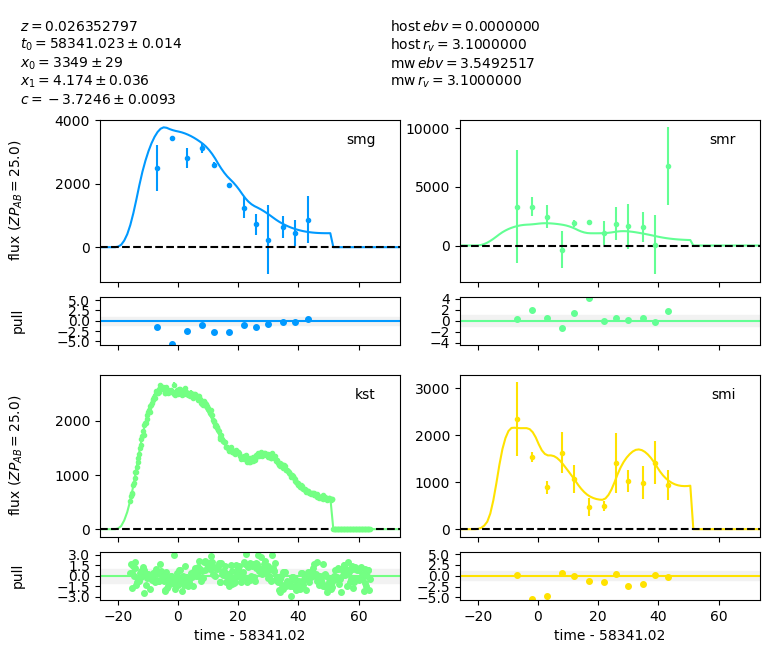 z = 0.026352797
t0 = 58341.023 ± 0.014
x0 = 3349 ± 29
x1 = 4.174 ± 0.036
c = −3.7246 ± 0.0093
host ebv = 0.0000000
host r_v = 3.1000000
mw ebv = 3.5492517
mw r_v = 3.1000000
flux (ZP_AB = 25.0)
4000
2000
0
smg
10000
5000
0
smr
pull
5.0
2.5
0.0
−2.5
−5.0
4
2
0
−2
−4
flux (ZP_AB = 25.0)
2000
1000
0
kst
3000
2000
1000
0
smi
pull
3.0
1.5
0.0
−1.5
−3.0
5.0
2.5
0.0
−2.5
−5.0
−20 0 20 40 60
−20 0 20 40 60
time - 58341.02
time - 58341.02